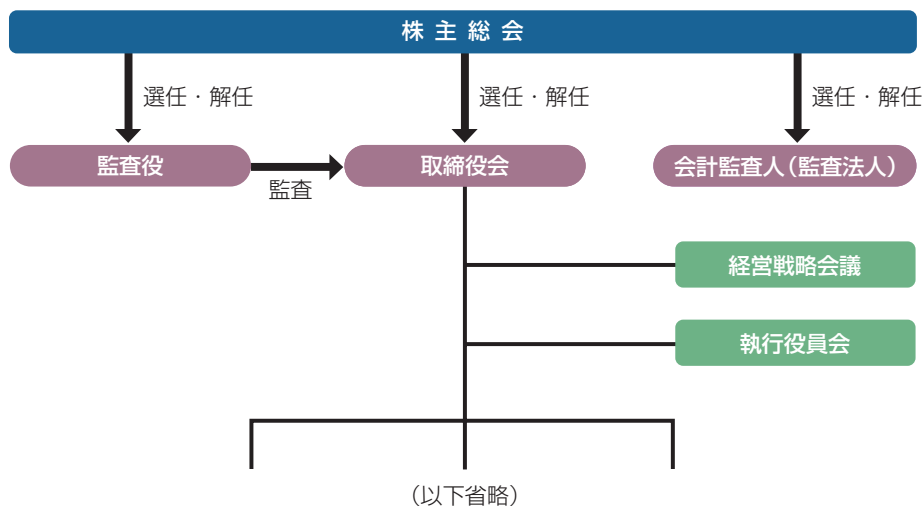 株主総会
選任・解任
選任・解任
選任・解任
監査役
取締役会
会計監査人(監査法人)
監査
経営戦略会議
執行役員会
(以下省略)